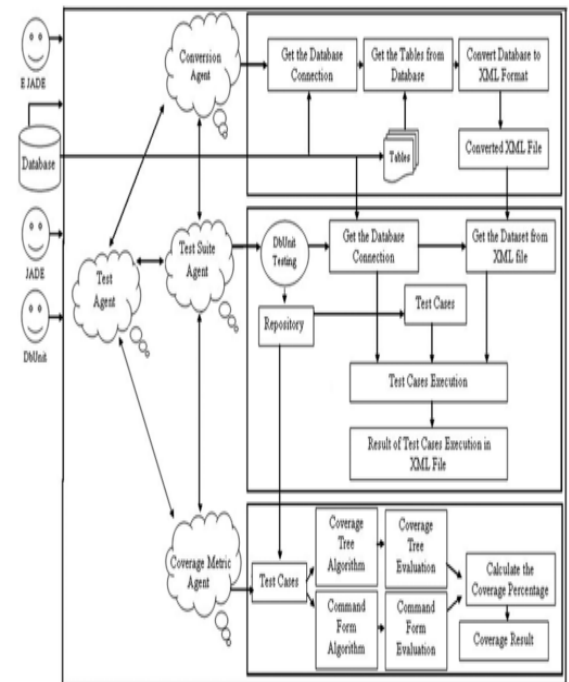 E JADE
Database
JADE
DbUnit
Test
Agent
Conversion
Agent
Get the Database
Connection
Get the Tables from
Database
Convert Database to
XML Format
Tables
Converted XML File
Test Suite
Agent
DbUnit
Testing
Get the Database
Connection
Get the Dataset from
XML file
Repository
Test Cases
Test Cases Execution
Result of Test Cases Execution in
XML File
Coverage Metric
Agent
Test Cases
Coverage
Tree
Algorithm
Coverage
Tree
Evaluation
Command
Form
Algorithm
Command
Form
Evaluation
Calculate the
Coverage Percentage
Coverage Result